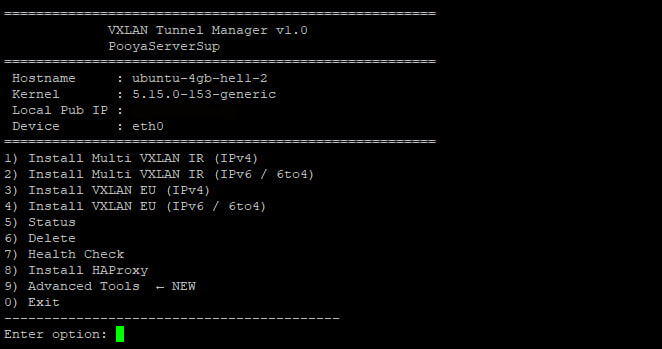 ======================================================
VXLAN Tunnel Manager v1.0
PooyaServerSup
======================================================
Hostname     : ubuntu-4gb-hel1-2
Kernel       : 5.15.0-153-generic
Local Pub IP :
Device       : eth0
======================================================
1) Install Multi VXLAN IR (IPv4)
2) Install Multi VXLAN IR (IPv6 / 6to4)
3) Install VXLAN EU (IPv4)
4) Install VXLAN EU (IPv6 / 6to4)
5) Status
6) Delete
7) Health Check
8) Install HAProxy
9) Advanced Tools  ← NEW
0) Exit
------------------------------------------
Enter option: